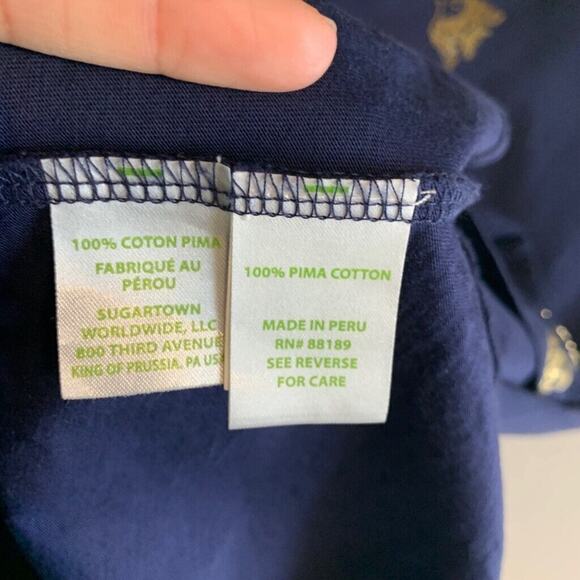 100% COTON PIMA
FABRIQUÉ AU
PÉROU
SUGARTOWN
WORLDWIDE, LLC
800 THIRD AVENUE
KING OF PRUSSIA, PA US
100% PIMA COTTON
MADE IN PERU
RN# 88189
SEE REVERSE
FOR CARE